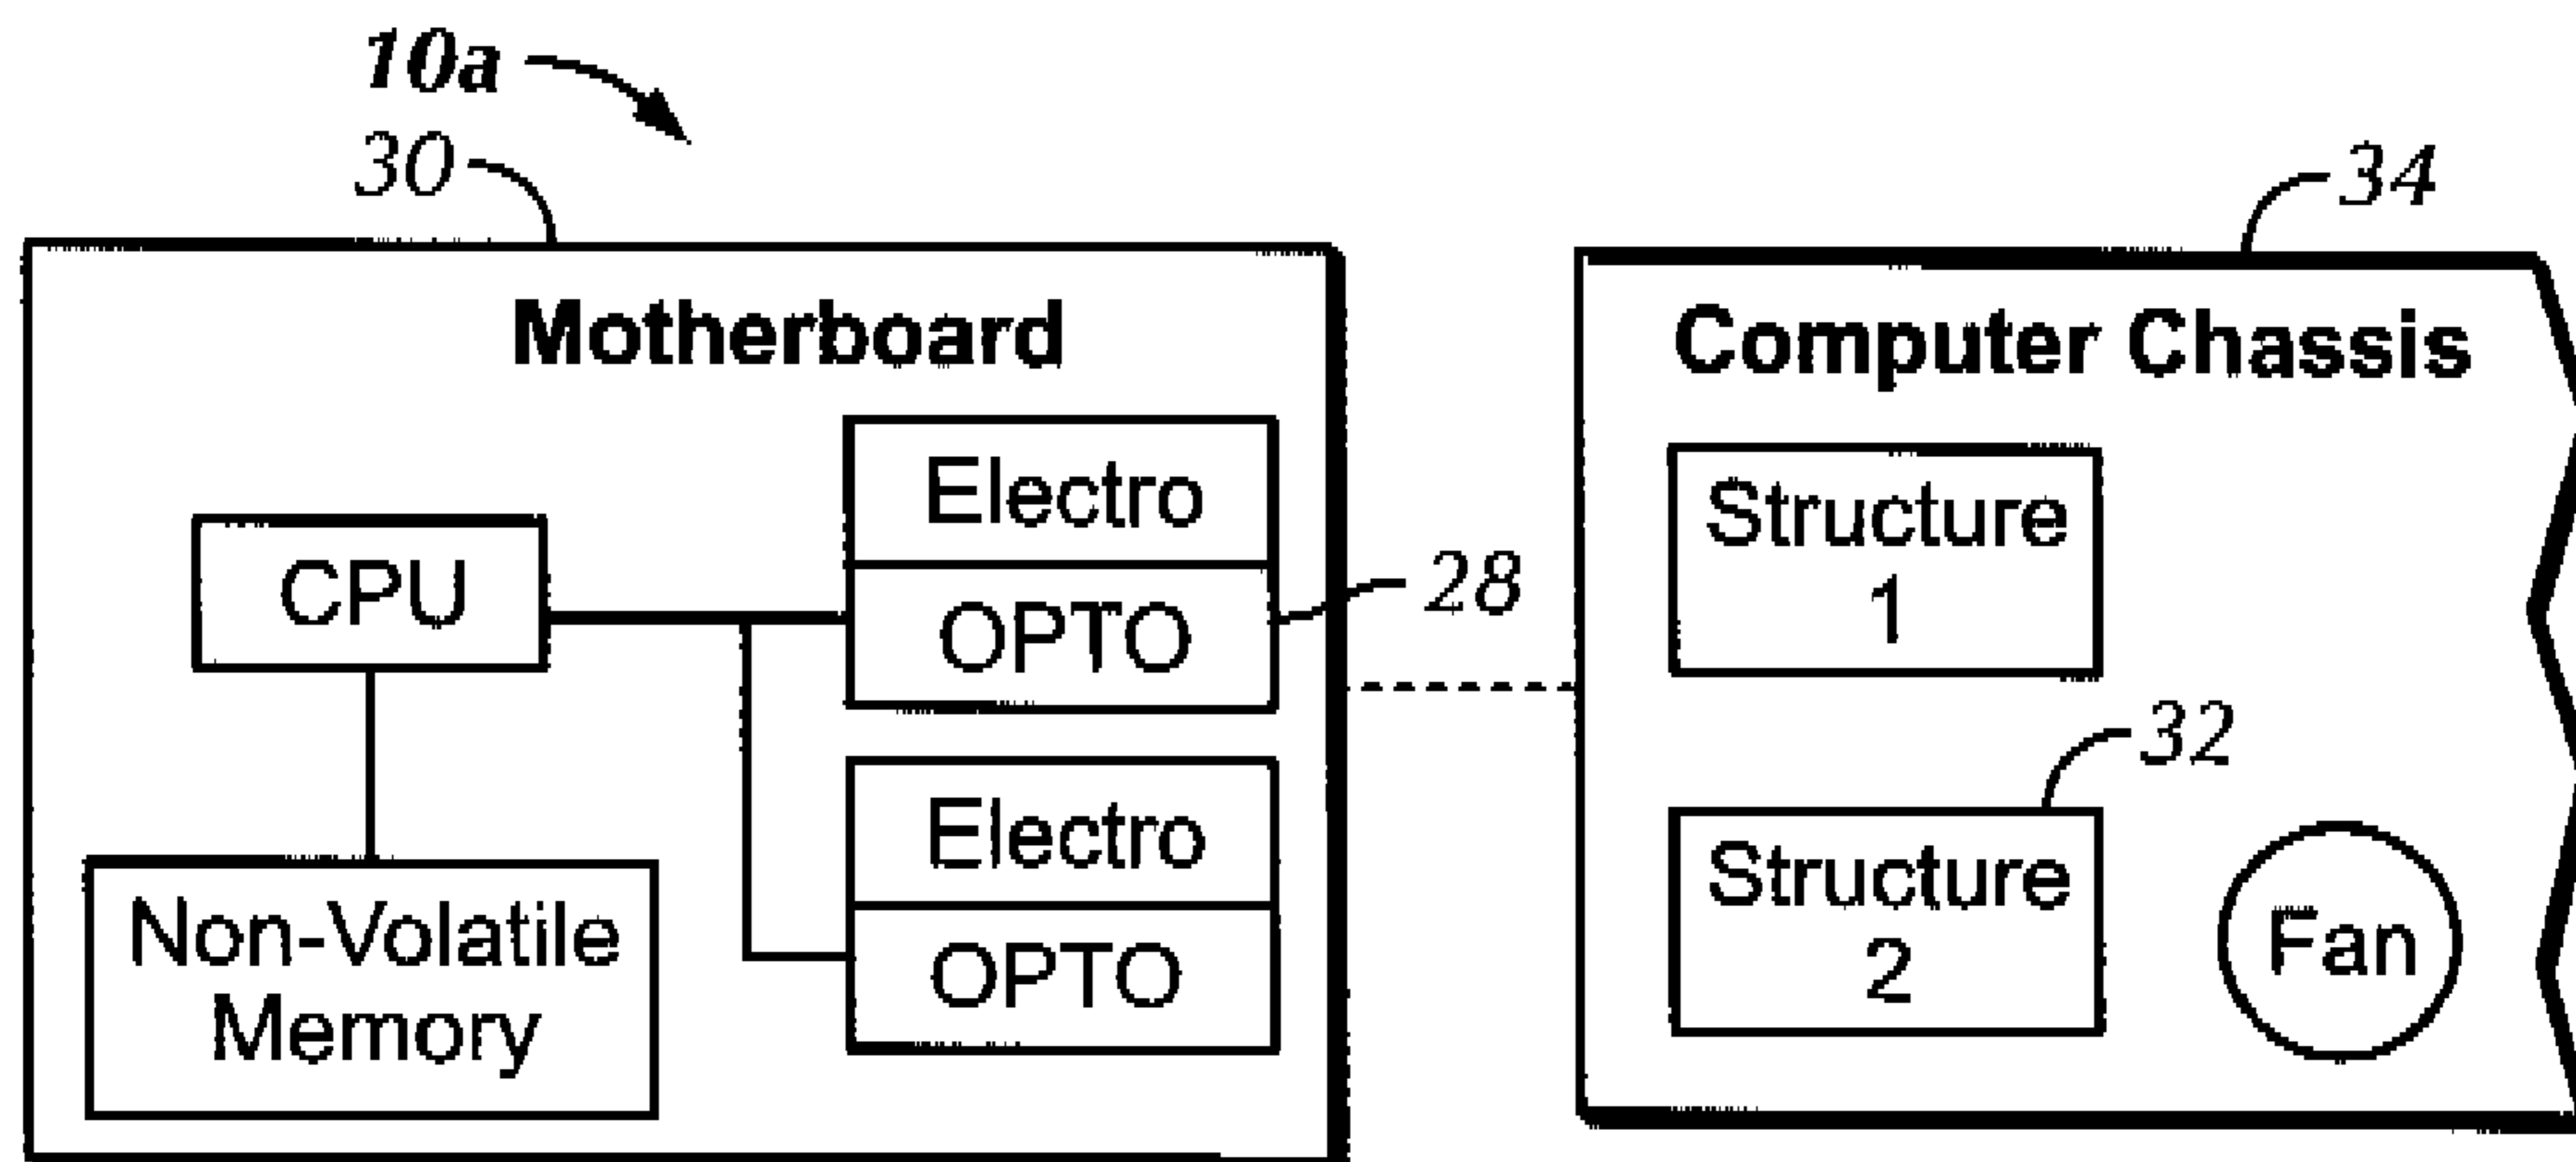 10a
30
34
Motherboard
Computer Chassis
Electro
OPTO
28
CPU
Electro
OPTO
Non-Volatile
Memory
Structure
1
32
Structure
2
Fan